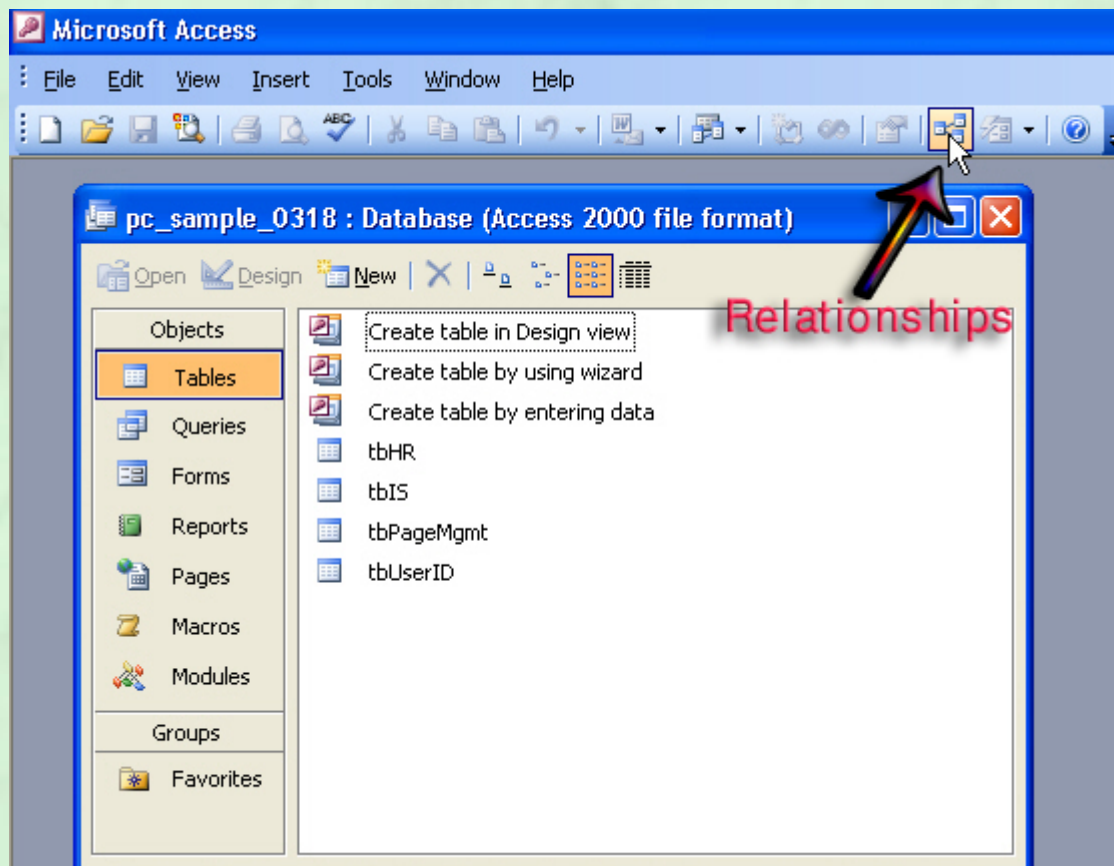 Microsoft Access
File Edit View Insert Tools Window Help
ABC W ?
pc_sample_0318 : Database (Access 2000 file format)
Open Design New
Relationships
Objects
Create table in Design view
Tables
Create table by using wizard
Queries
Create table by entering data
Forms
tbHR
tbIS
Reports
tbPageMgmt
Pages
tbUserID
Macros
Modules
Groups
Favorites